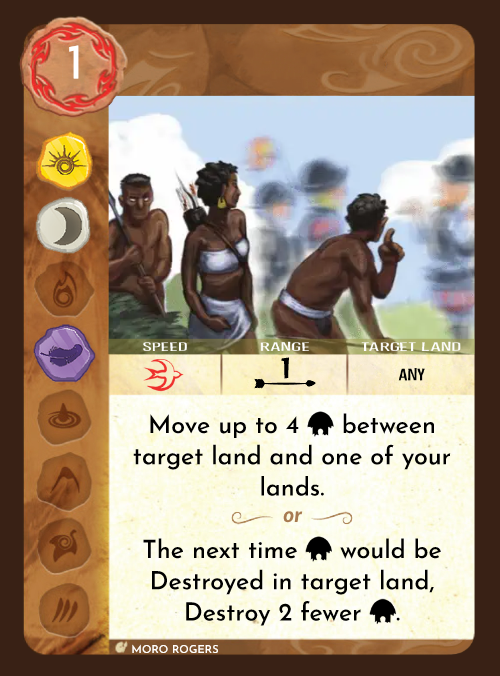 1
SPEED RANGE TARGET LAND
1 ANY
Move up to 4 between
target land and one of your
lands.
or
The next time would be
Destroyed in target land,
Destroy 2 fewer .
MORO ROGERS